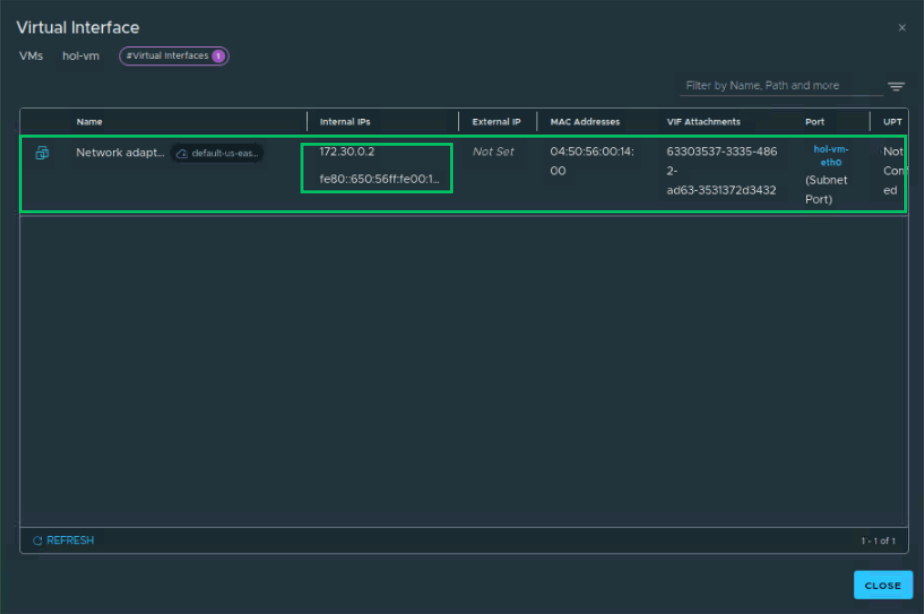 Virtual Interface
VMs hol-vm #Virtual Interfaces 1
Filter by Name, Path and more
Name Internal IPs External IP MAC Addresses VIF Attachments Port UPT
Network adapt... default-us-eas... 172.30.0.2 Not Set 04:50:56:00:14: 63303537-3335-486 hol-vm- Not
eth0
fe80::650:56ff:fe00:1... 00 2- (Subnet Con
ad63-3531372d3432 Port) ed
REFRESH 1 - 1 of 1
CLOSE